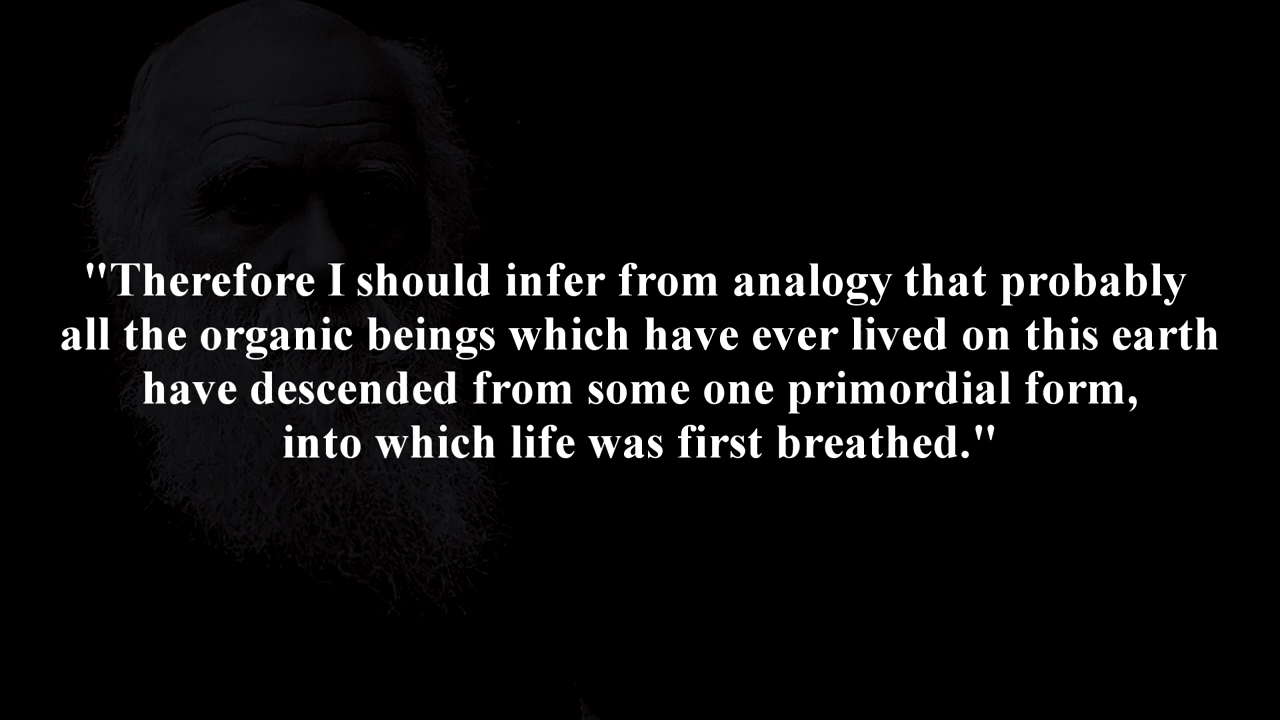 "Therefore I should infer from analogy that probably
all the organic beings which have ever lived on this earth
have descended from some one primordial form,
into which life was first breathed."